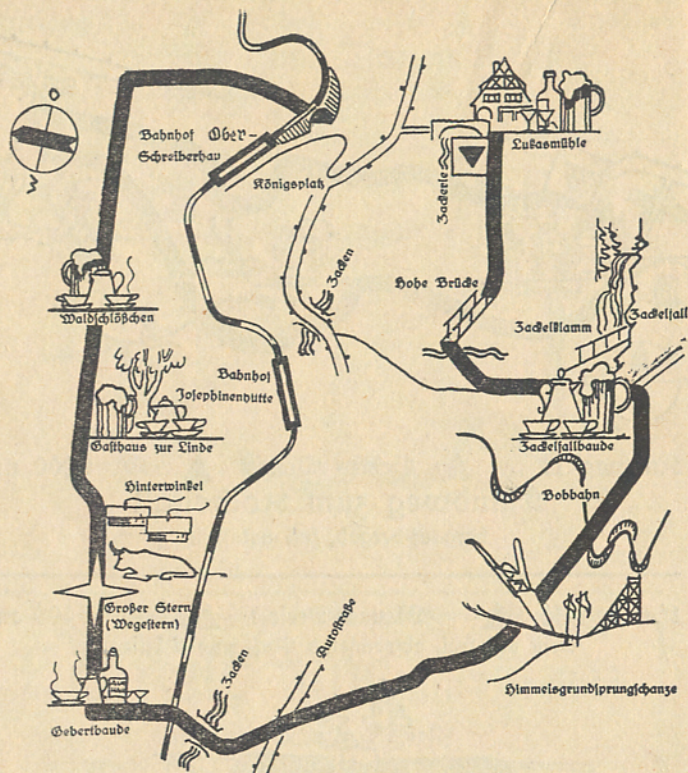 O
W
Bahnhof Ober-
Schreiberhau
Königsplatz
Zackerle
Lukasmühle
Zacken
Hohe Brücke
Zackelklamm
Zackelfall
Waldschlößchen
Bahnhof
Josephinenhütte
Gasthaus zur Linde
Zackelfallbaude
Hinterwinkel
Bobbahn
Großer Stern
(Wegestern)
Autostraße
Zacken
Himmelsgrundsprungschanze
Gebertbaude